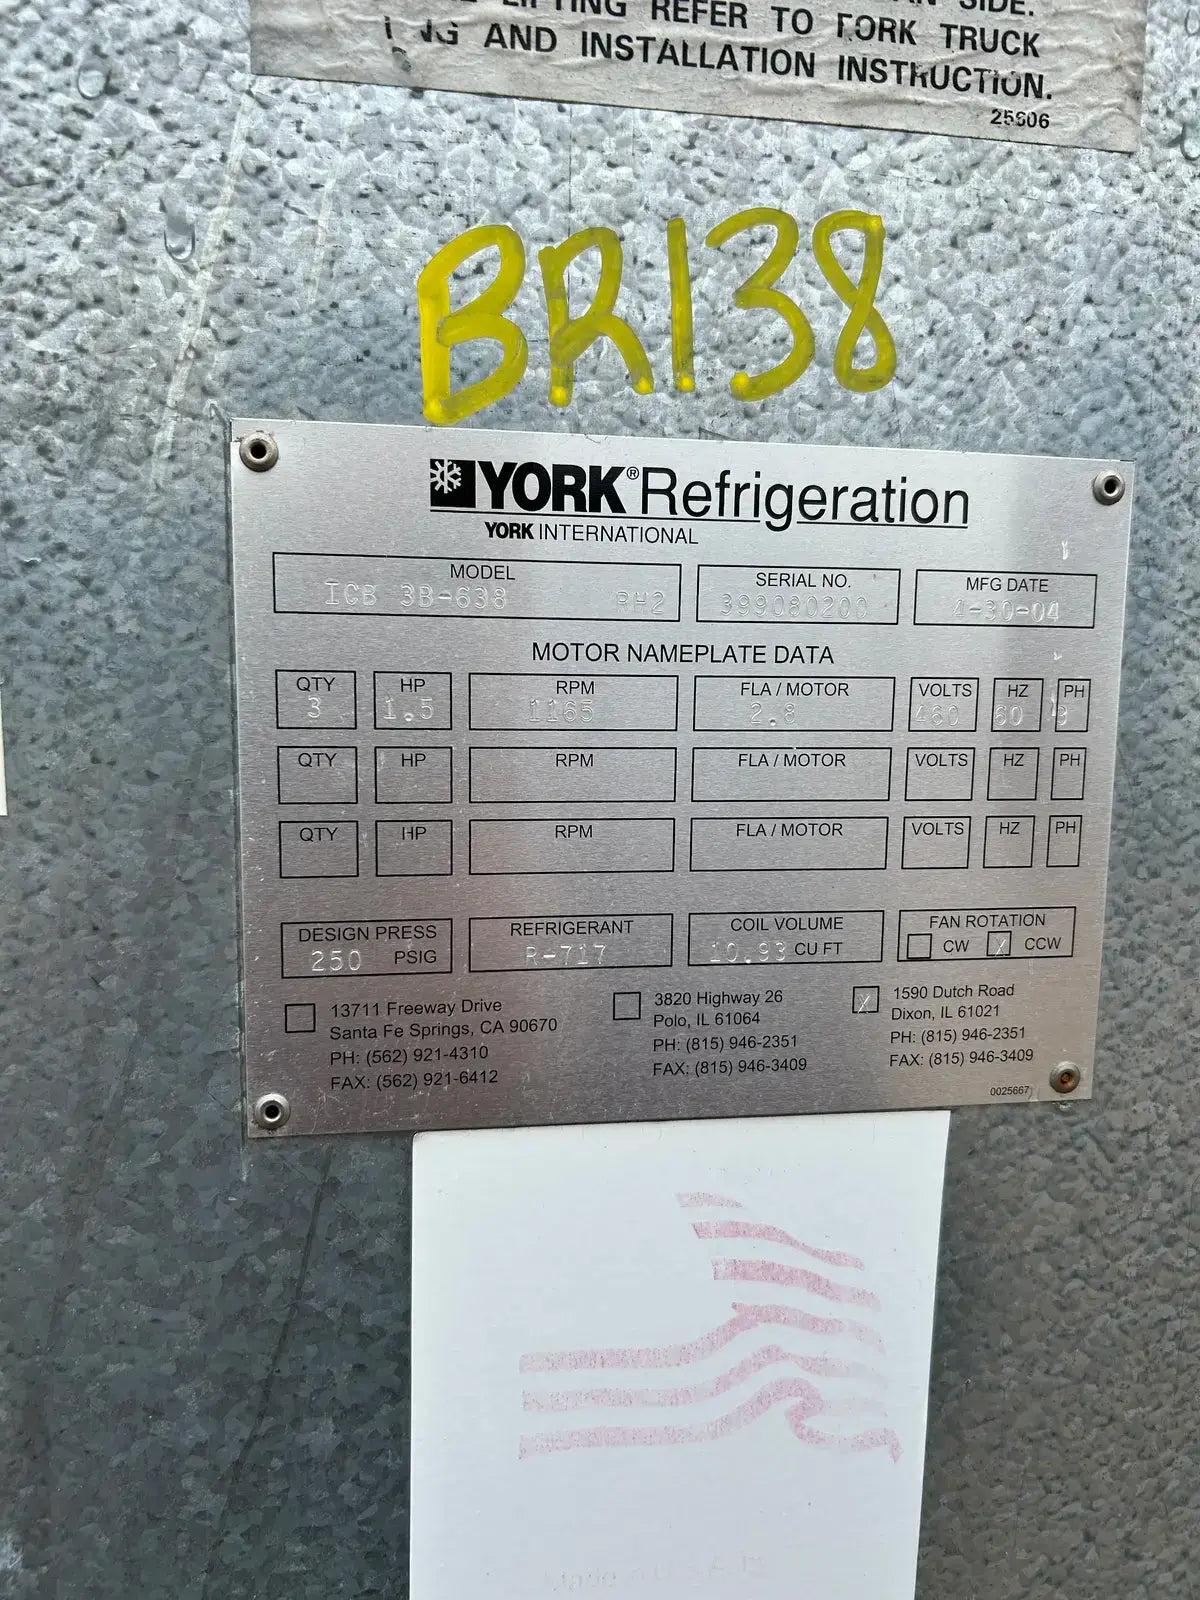 SIDE.
LIFTING REFER TO FORK TRUCK
AND INSTALLATION INSTRUCTION.
25606
BR138
YORK® Refrigeration
YORK INTERNATIONAL
MODEL
ICB 3B-638 RH2
SERIAL NO.
399080200
MFG DATE
4-30-04
MOTOR NAMEPLATE DATA
QTY HP RPM FLA / MOTOR VOLTS HZ PH
3 1.5 1165 2.8 460 60 3
QTY HP RPM FLA / MOTOR VOLTS HZ PH
QTY HP RPM FLA / MOTOR VOLTS HZ PH
DESIGN PRESS
250 PSIG
REFRIGERANT
R-717
COIL VOLUME
10.93 CU FT
FAN ROTATION
CW X CCW
13711 Freeway Drive
Santa Fe Springs, CA 90670
PH: (562) 921-4310
FAX: (562) 921-6412
3820 Highway 26
Polo, IL 61064
PH: (815) 946-2351
FAX: (815) 946-3409
X 1590 Dutch Road
Dixon, IL 61021
PH: (815) 946-2351
FAX: (815) 946-3409
0025667